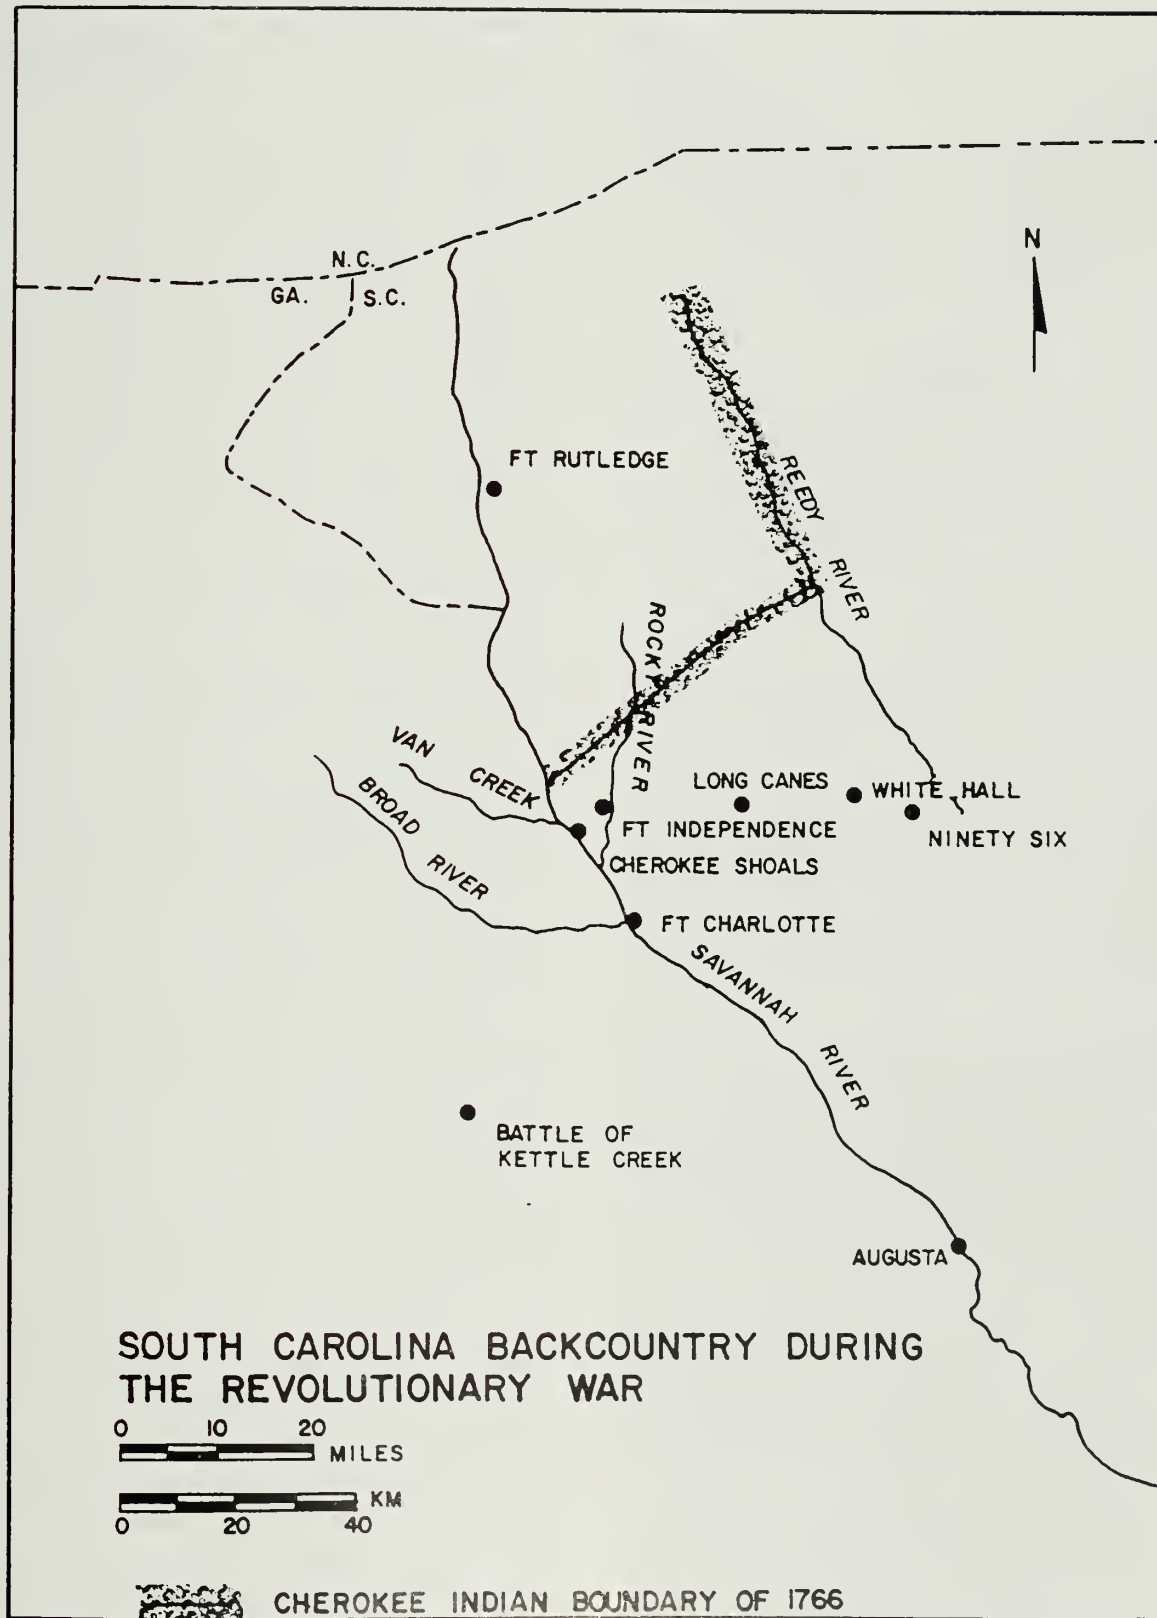 N.C.
GA. S.C.
N
FT RUTLEDGE
REEDY RIVER
ROCKY RIVER
VAN CREEK
BROAD RIVER
LONG CANES
WHITE HALL
FT INDEPENDENCE
NINETY SIX
CHEROKEE SHOALS
FT CHARLOTTE
SAVANNAH RIVER
BATTLE OF
KETTLE CREEK
AUGUSTA
SOUTH CAROLINA BACKCOUNTRY DURING
THE REVOLUTIONARY WAR
0 10 20
MILES
KM
0 20 40
CHEROKEE INDIAN BOUNDARY OF 1766